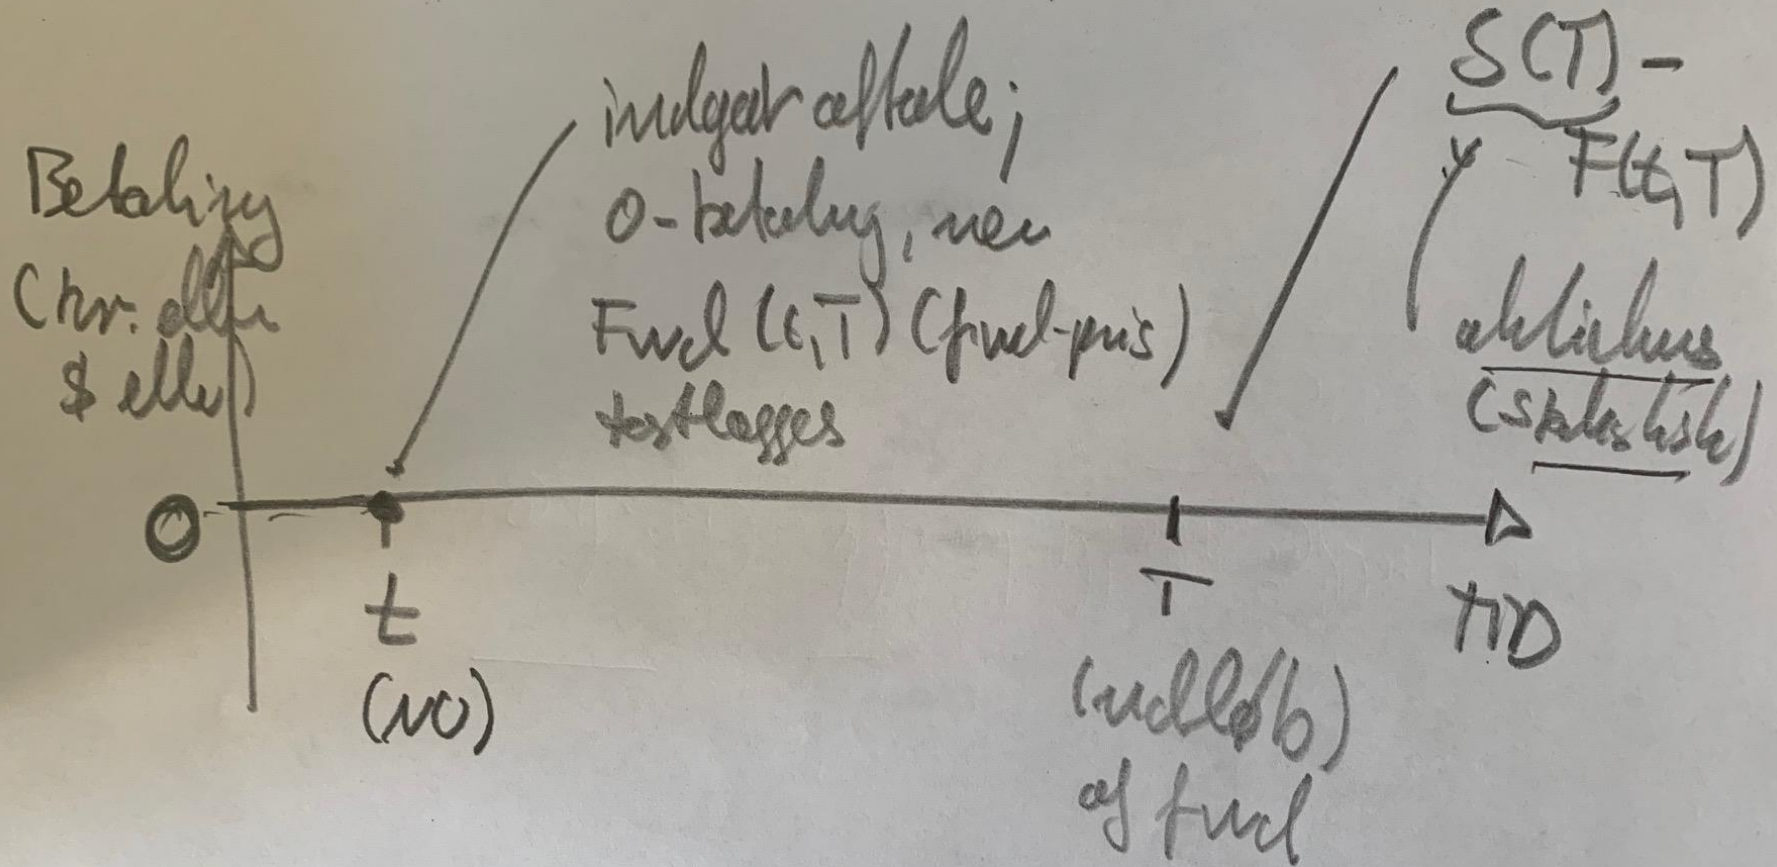 Betaling
(kr. eller
$ eller)
indgår aftale;
0-betaling, men
Fwd (t,T) (fwd-pris)
fastlægges
S(T) -
F(t,T)
aktiekurs
(stokastisk)
0
t
(NU)
T
(udløb)
af fwd
TID